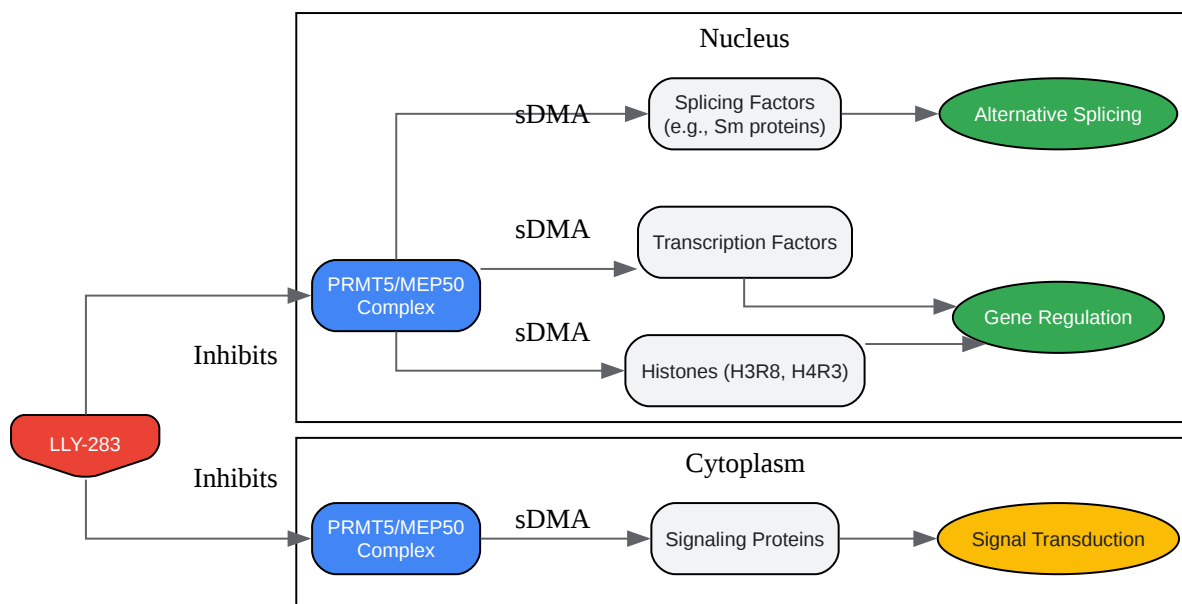 Nucleus
sDMA
Splicing Factors
(e.g., Sm proteins)
Alternative Splicing
sDMA
Transcription Factors
PRMT5/MEP50
Complex
Gene Regulation
sDMA
Histones (H3R8, H4R3)
Inhibits
LLY-283
Inhibits
Cytoplasm
PRMT5/MEP50
Complex
sDMA
Signaling Proteins
Signal Transduction